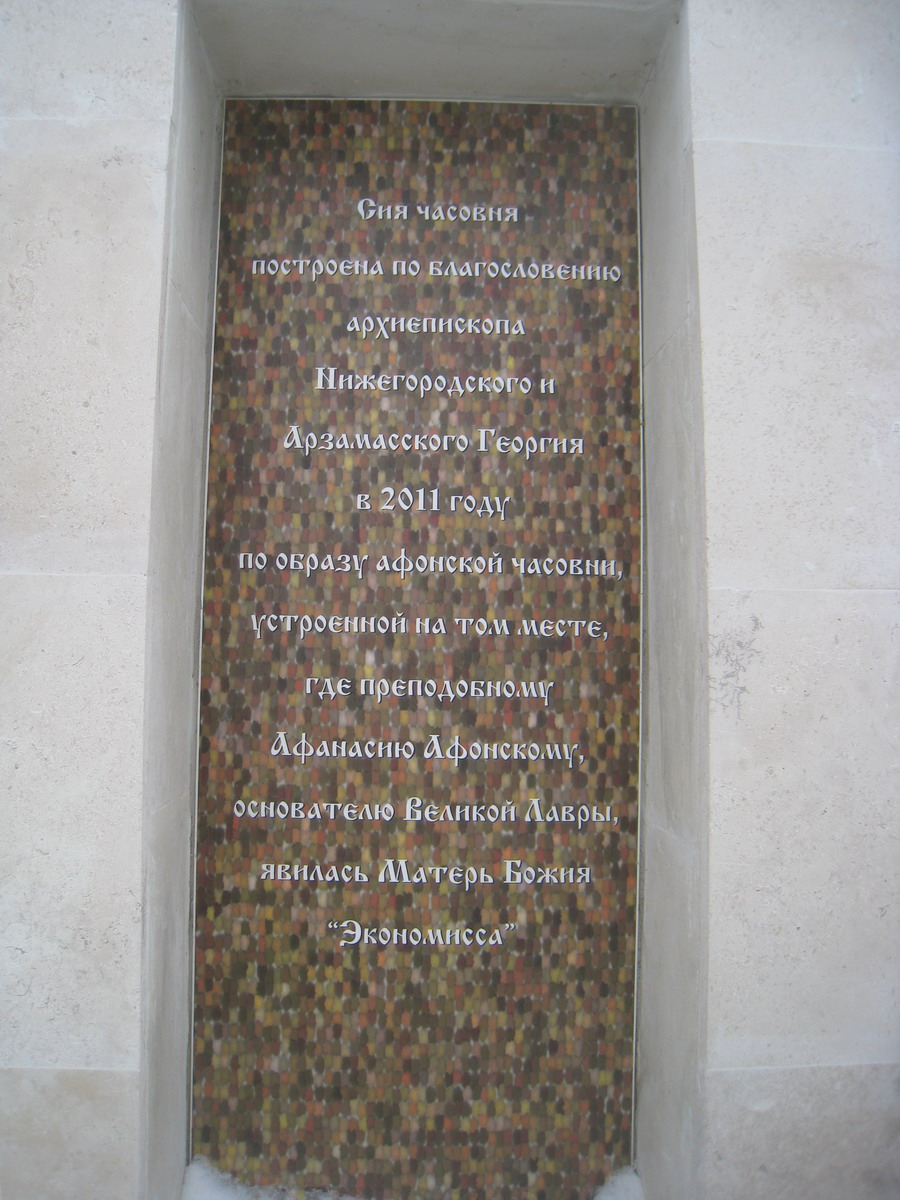 Сия часовня
построена по благословению
архиепископа
Нижегородского и
Арзамасского Георгия
в 2011 году
по образу афонской часовни,
устроенной на том месте,
где преподобному
Афанасию Афонскому,
основателю Великой Лавры,
явилась Матерь Божия
“Экономисса”